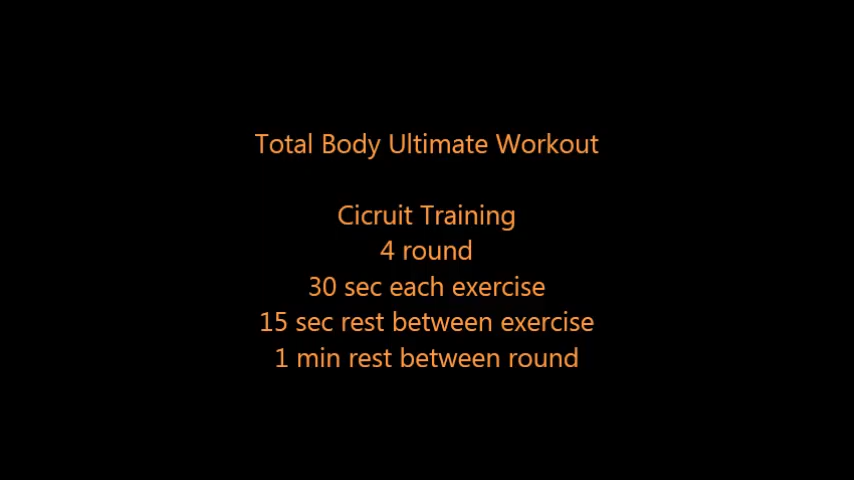 Total Body Ultimate Workout
Cicruit Training
4 round
30 sec each exercise
15 sec rest between exercise
1 min rest between round